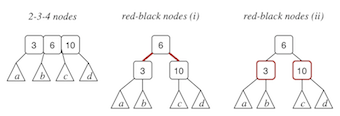 2-3-4 nodes
red-black nodes (i)
red-black nodes (ii)
3 6 10
6
6
3 10
3 10
a b c d
a b c d
a b c d